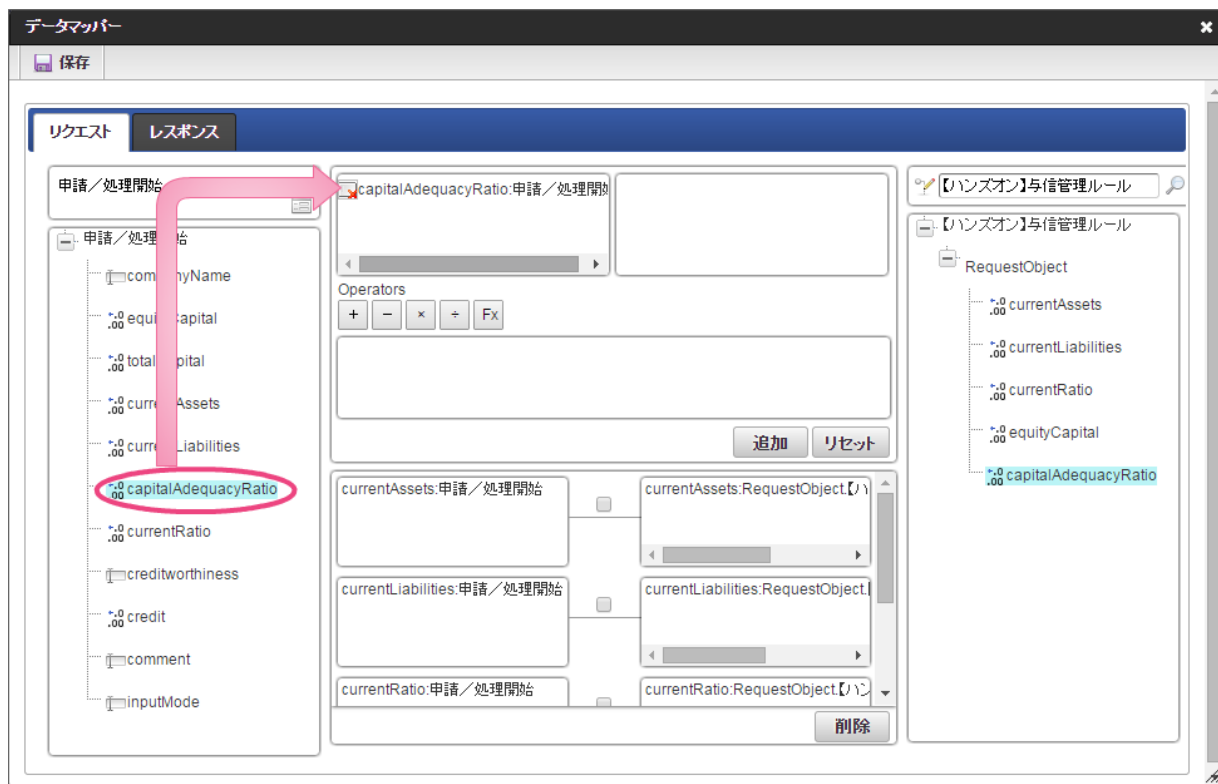 データマッパー
保存
リクエスト
レスポンス
申請／処理開始
申請／処理開始
companyName
equityCapital
totalCapital
currentAssets
currentLiabilities
capitalAdequacyRatio
currentRatio
creditworthiness
credit
comment
inputMode
capitalAdequacyRatio:申請／処理開
Operators
+ − × ÷ Fx
追加 リセット
currentAssets:申請／処理開始
currentAssets:RequestObject.【ハ
currentLiabilities:申請／処理開始
currentLiabilities:RequestObject.
currentRatio:申請／処理開始
currentRatio:RequestObject.【ハン
削除
【ハンズオン】与信管理ルール
【ハンズオン】与信管理ルール
RequestObject
currentAssets
currentLiabilities
currentRatio
equityCapital
capitalAdequacyRatio